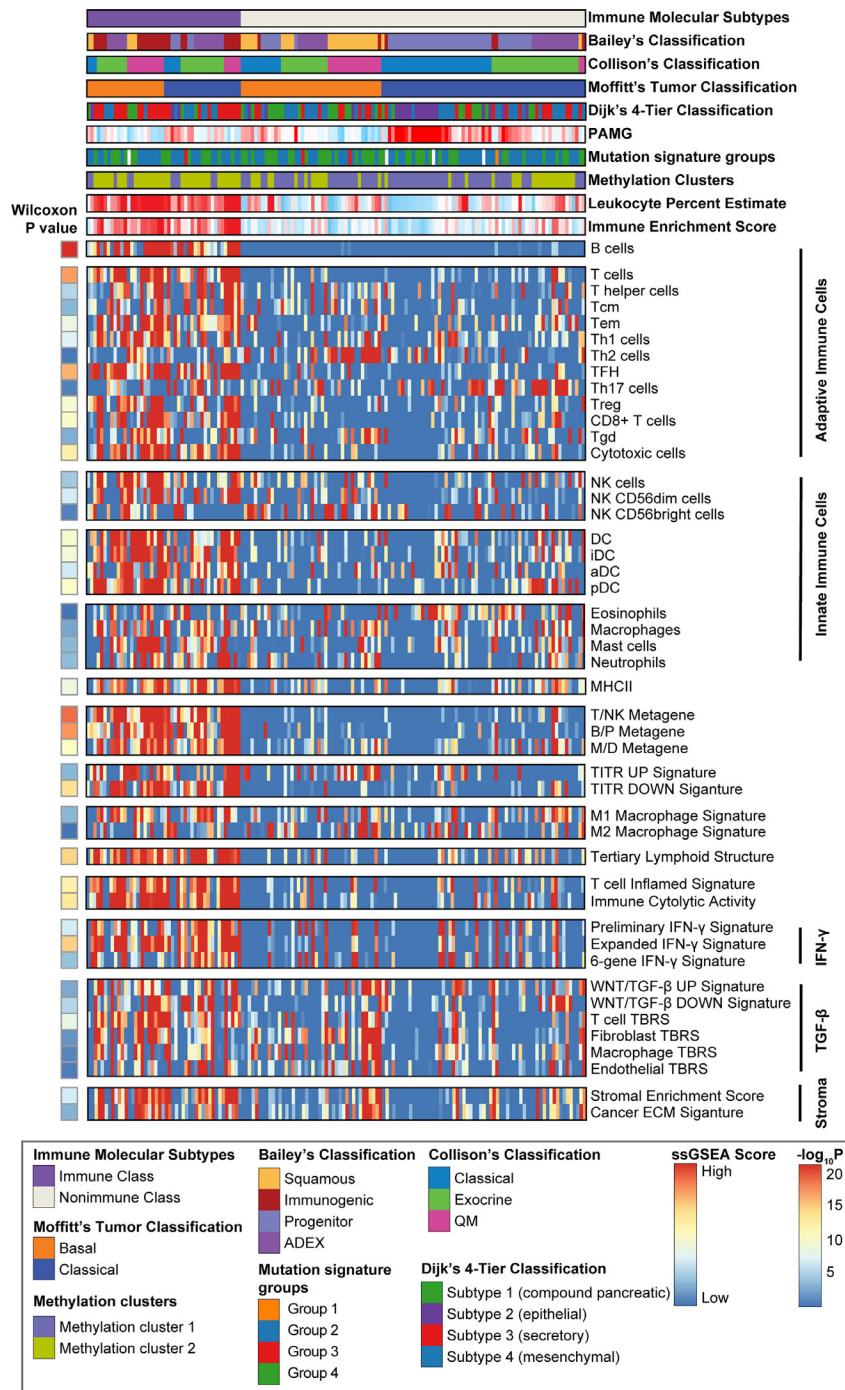 Immune Molecular Subtypes
Bailey's Classification
Collison's Classification
Moffitt's Tumor Classification
Dijk's 4-Tier Classification
PAMG
Mutation signature groups
Methylation Clusters
Leukocyte Percent Estimate
Immune Enrichment Score
Wilcoxon
P value
B cells
T cells
T helper cells
Tcm
Tem
Th1 cells
Th2 cells
TFH
Th17 cells
Treg
CD8+ T cells
Tgd
Cytotoxic cells
Adaptive Immune Cells
NK cells
NK CD56dim cells
NK CD56bright cells
DC
iDC
aDC
pDC
Eosinophils
Macrophages
Mast cells
Neutrophils
Innate Immune Cells
MHCII
T/NK Metagene
B/P Metagene
M/D Metagene
TITR UP Signature
TITR DOWN Siganture
M1 Macrophage Signature
M2 Macrophage Signature
Tertiary Lymphoid Structure
T cell Inflamed Signature
Immune Cytolytic Activity
Preliminary IFN-γ Signature
Expanded IFN-γ Signature
6-gene IFN-γ Signature
IFN-γ
WNT/TGF-β UP Signature
WNT/TGF-β DOWN Signature
T cell TBRS
Fibroblast TBRS
Macrophage TBRS
Endothelial TBRS
TGF-β
Stromal Enrichment Score
Cancer ECM Siganture
Stroma
Immune Molecular Subtypes
Immune Class
Nonimmune Class
Moffitt's Tumor Classification
Basal
Classical
Methylation clusters
Methylation cluster 1
Methylation cluster 2
Bailey's Classification
Squamous
Immunogenic
Progenitor
ADEX
Mutation signature
groups
Group 1
Group 2
Group 3
Group 4
Collison's Classification
Classical
Exocrine
QM
Dijk's 4-Tier Classification
Subtype 1 (compound pancreatic)
Subtype 2 (epithelial)
Subtype 3 (secretory)
Subtype 4 (mesenchymal)
ssGSEA Score
High
Low
-log10P
20
15
10
5